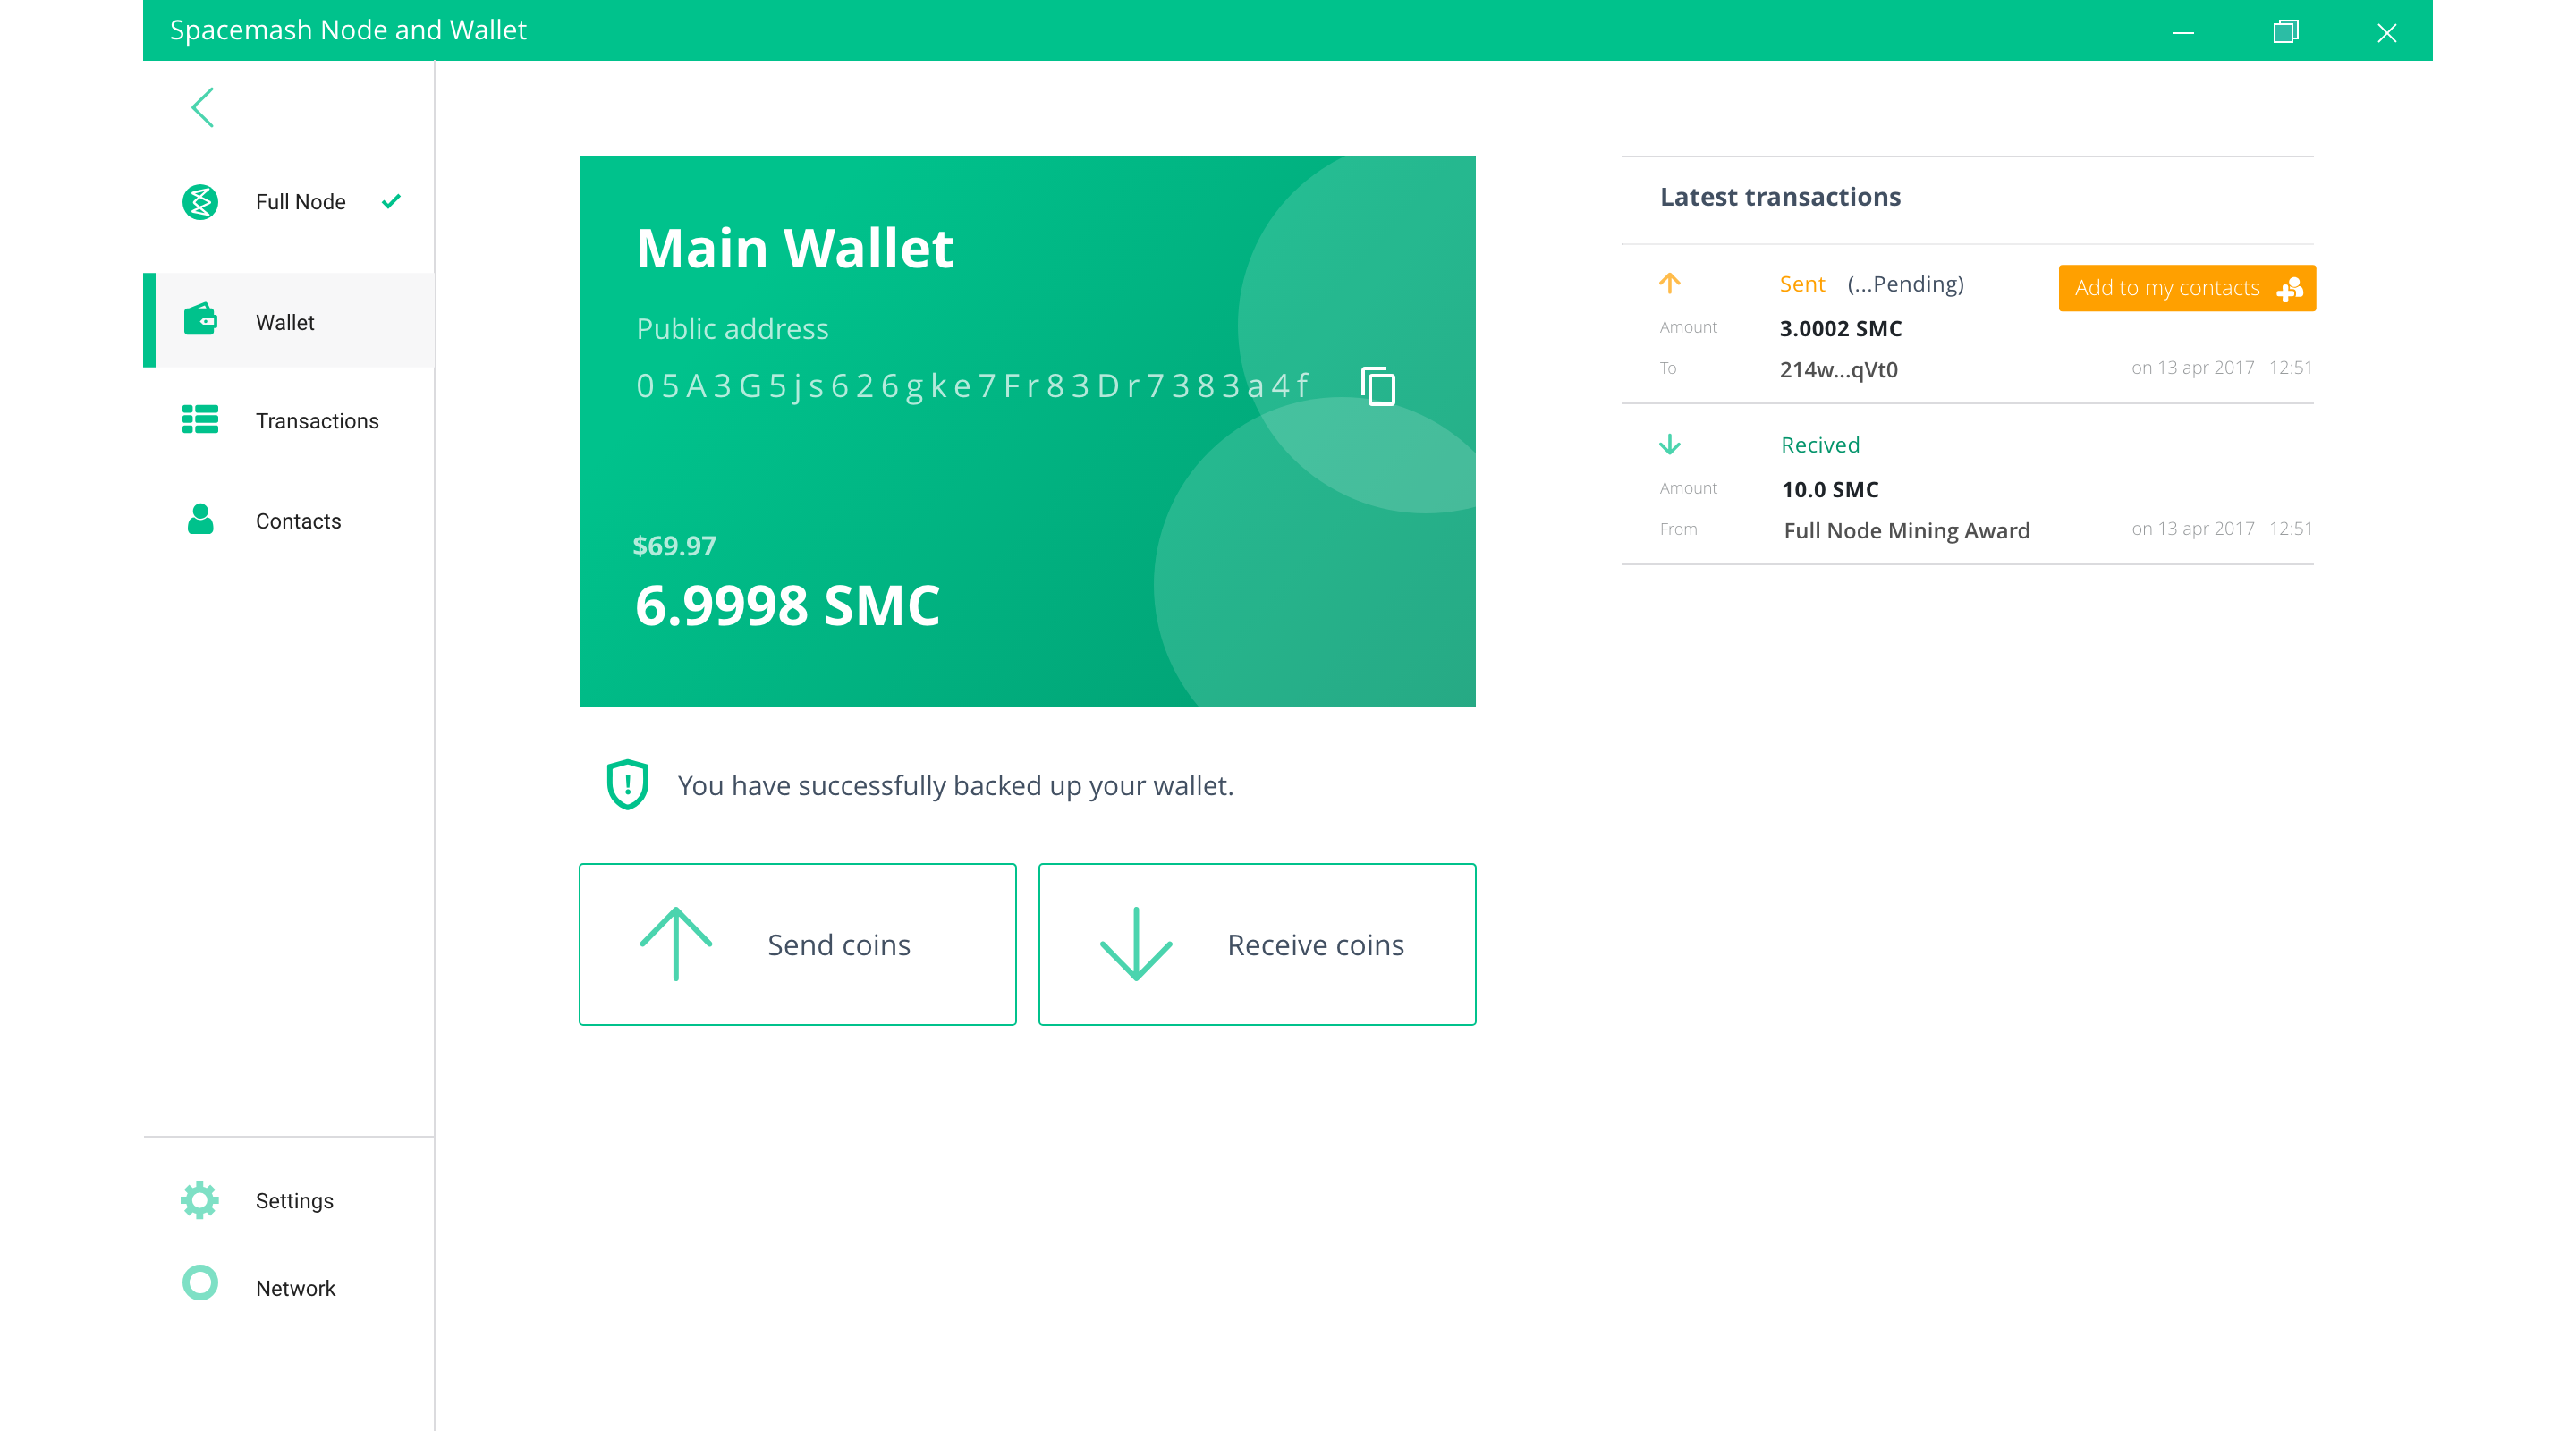 Spacemash Node and Wallet
Full Node
Wallet
Transactions
Contacts
Settings
Network
Main Wallet
Public address
05A3G5js626gke7Fr83Dr7383a4f
$69.97
6.9998 SMC
You have successfully backed up your wallet.
Send coins
Receive coins
Latest transactions
Sent (...Pending)
Add to my contacts
Amount 3.0002 SMC
To 214w...qVt0 on 13 apr 2017 12:51
Recived
Amount 10.0 SMC
From Full Node Mining Award on 13 apr 2017 12:51